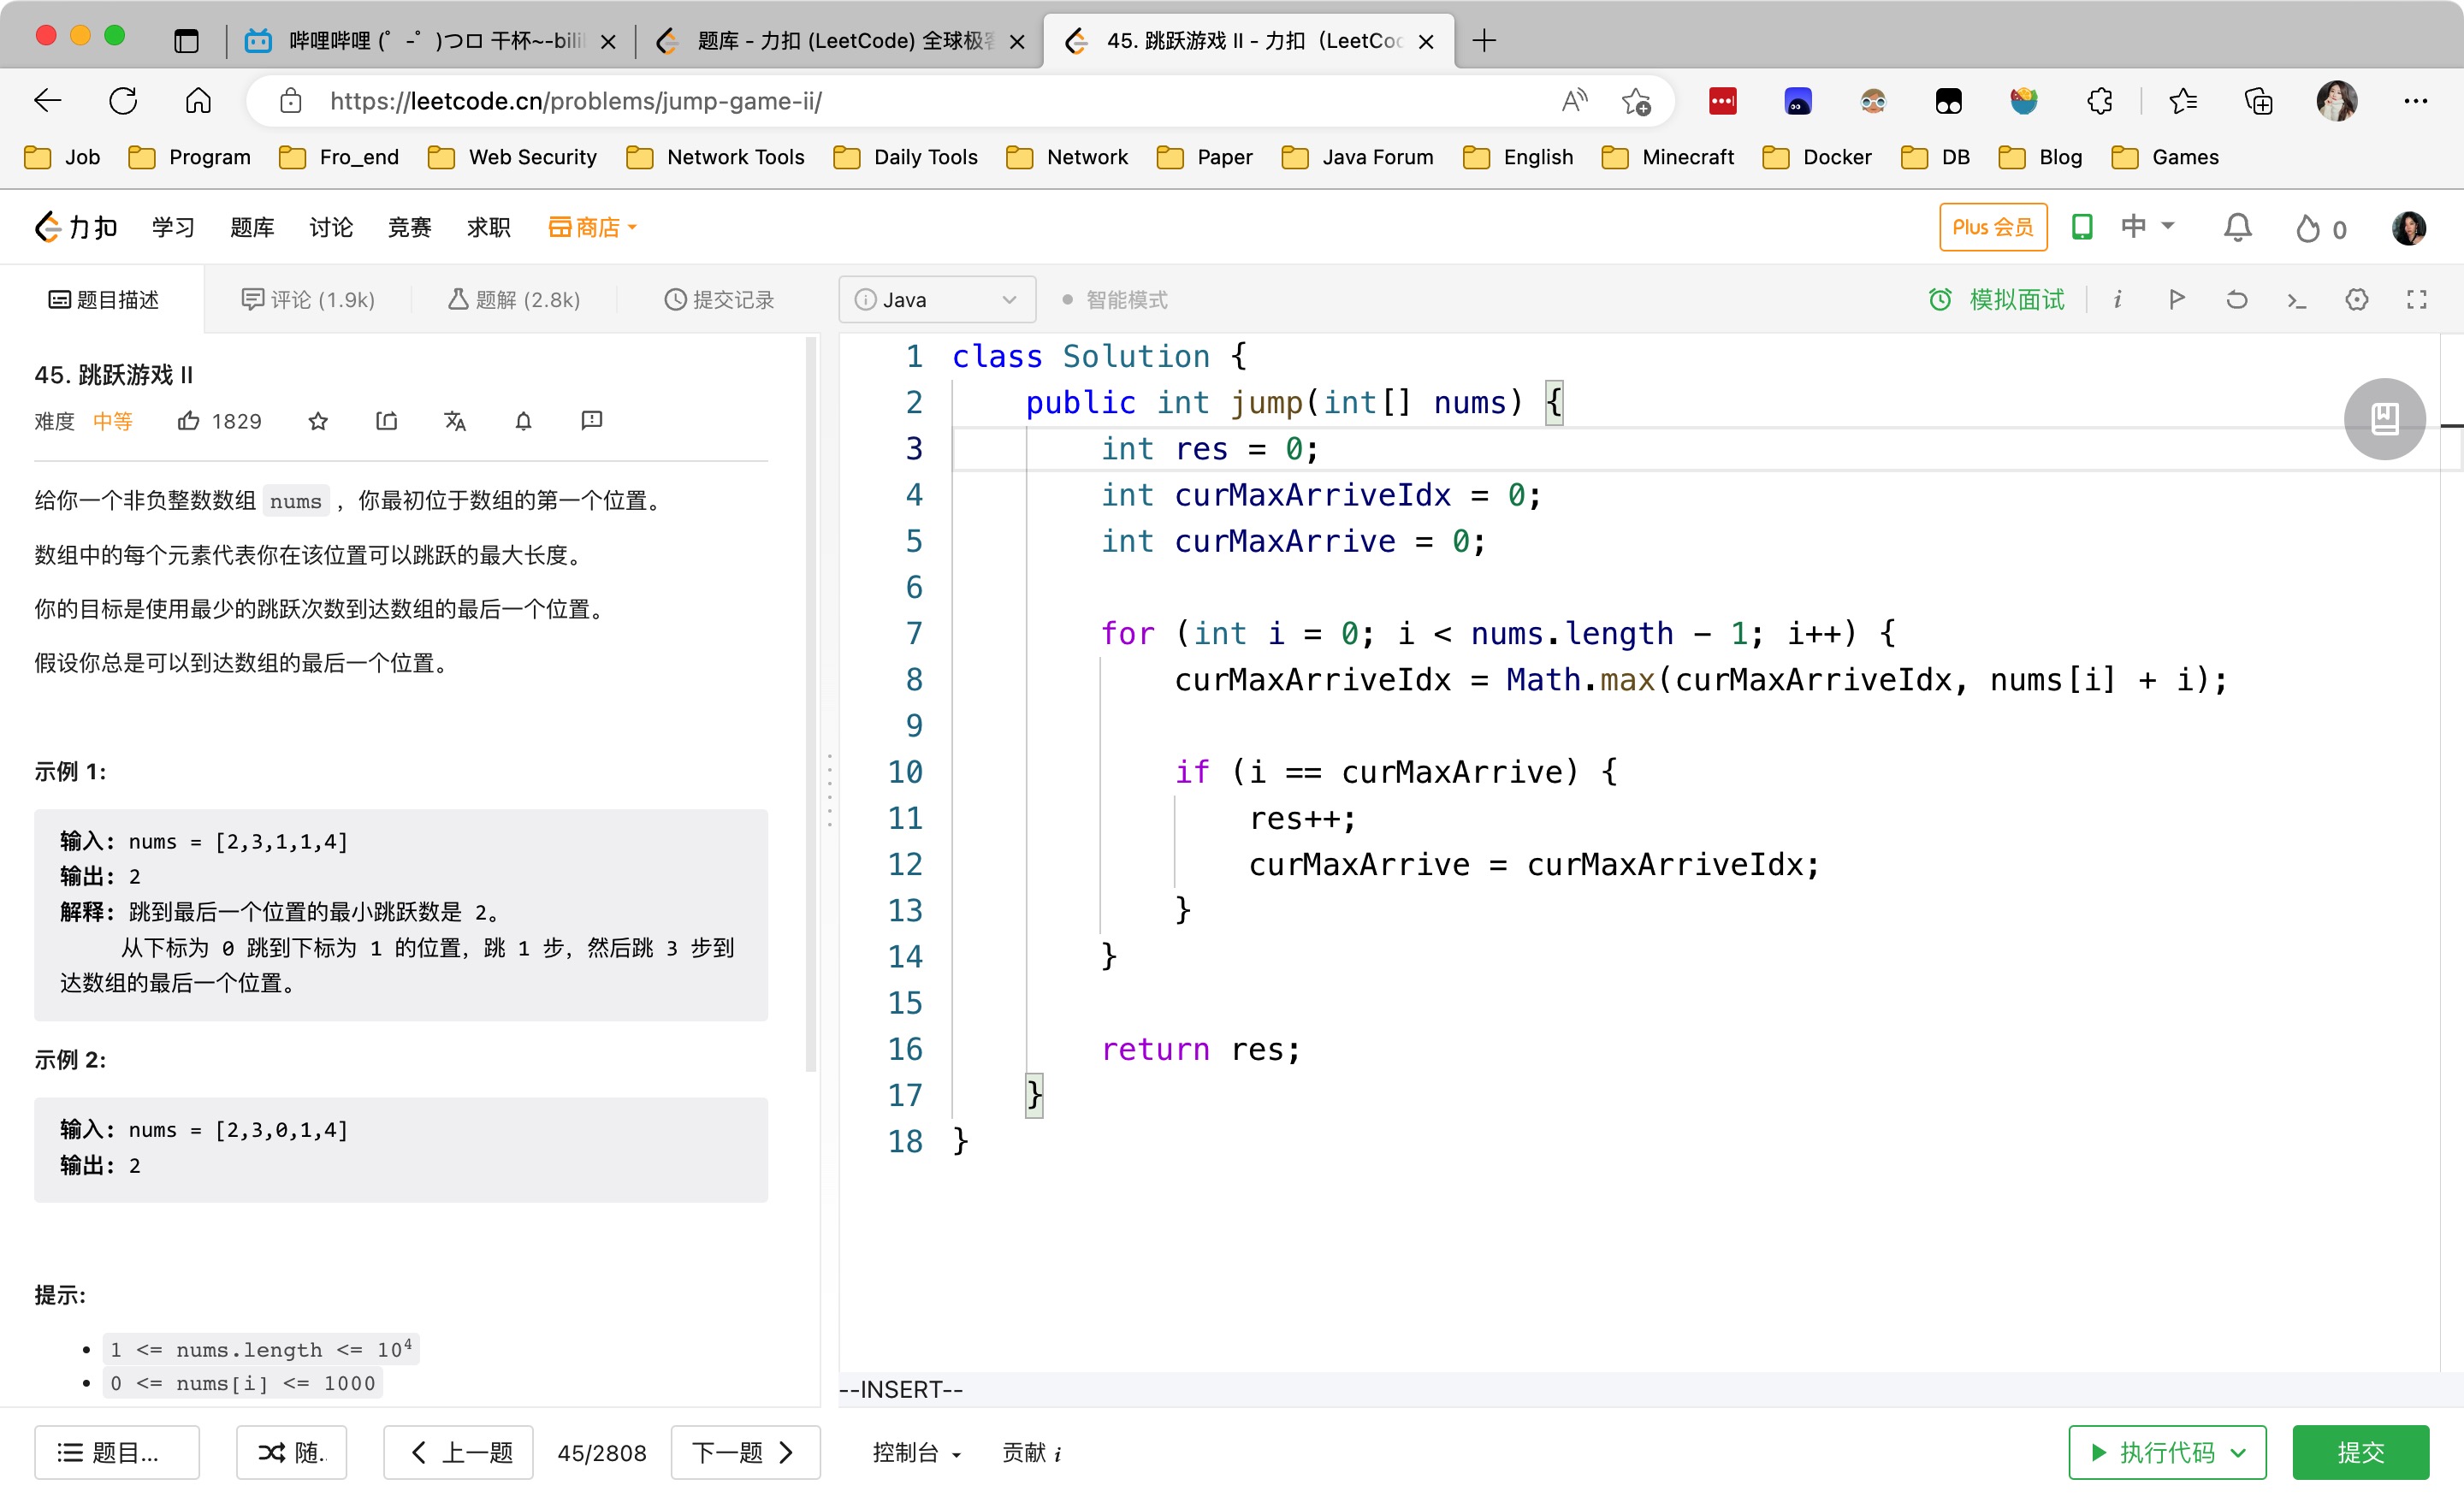 哔哩哔哩 (゜-゜)つロ 干杯~-bili
题库 - 力扣 (LeetCode) 全球极客
45. 跳跃游戏 II - 力扣（LeetCod
https://leetcode.cn/problems/jump-game-ii/
Job Program Fro_end Web Security Network Tools Daily Tools Network Paper Java Forum English Minecraft Docker DB Blog Games
力扣 学习 题库 讨论 竞赛 求职 商店 Plus 会员 中 0
题目描述 评论 (1.9k) 题解 (2.8k) 提交记录
Java 智能模式 模拟面试 i
45. 跳跃游戏 II
难度 中等 1829
给你一个非负整数数组 nums ，你最初位于数组的第一个位置。
数组中的每个元素代表你在该位置可以跳跃的最大长度。
你的目标是使用最少的跳跃次数到达数组的最后一个位置。
假设你总是可以到达数组的最后一个位置。
示例 1:
输入: nums = [2,3,1,1,4]
输出: 2
解释: 跳到最后一个位置的最小跳跃数是 2。
从下标为 0 跳到下标为 1 的位置，跳 1 步，然后跳 3 步到
达数组的最后一个位置。
示例 2:
输入: nums = [2,3,0,1,4]
输出: 2
提示:
• 1 <= nums.length <= 10⁴
• 0 <= nums[i] <= 1000
1 class Solution {
2     public int jump(int[] nums) {
3         int res = 0;
4         int curMaxArriveIdx = 0;
5         int curMaxArrive = 0;
6
7         for (int i = 0; i < nums.length - 1; i++) {
8             curMaxArriveIdx = Math.max(curMaxArriveIdx, nums[i] + i);
9
10             if (i == curMaxArrive) {
11                 res++;
12                 curMaxArrive = curMaxArriveIdx;
13             }
14         }
15
16         return res;
17     }
18 }
--INSERT--
题目... 随. 上一题 45/2808 下一题
控制台 贡献 i 执行代码 提交